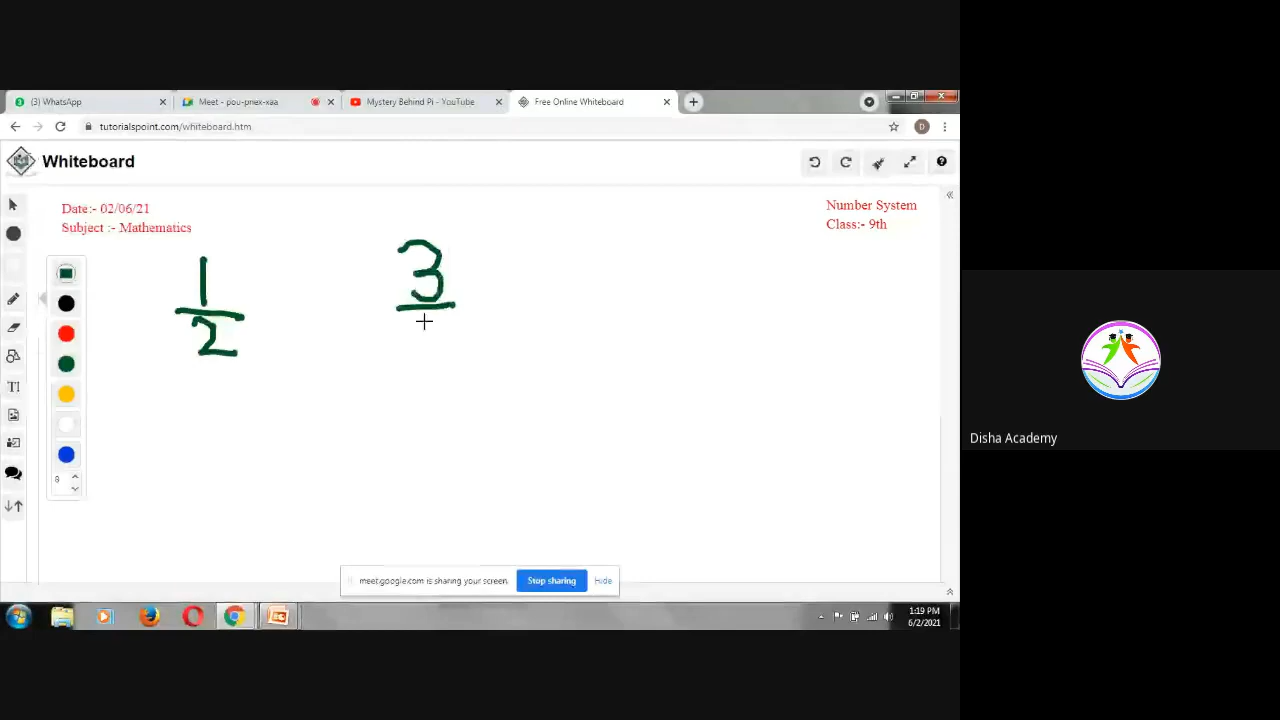 (3) WhatsApp
Meet - pou-pnex-xaa
Mystery Behind Pi - YouTube
Free Online Whiteboard
tutorialspoint.com/whiteboard.htm
D
Whiteboard
Date:- 02/06/21
Subject :- Mathematics
Number System
Class:- 9th
1
2
3
T
8
Disha Academy
meet.google.com is sharing your screen.
Stop sharing
Hide
1:19 PM
6/2/2021